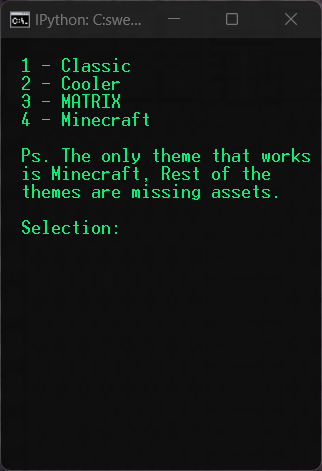 IPython: C:swe...
1 - Classic
2 - Cooler
3 - MATRIX
4 - Minecraft
Ps. The only theme that works
is Minecraft, Rest of the
themes are missing assets.
Selection: